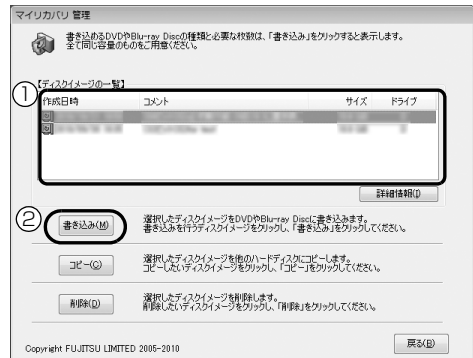 マイリカバリ 管理
書き込めるDVDやBlu-ray Discの種類と必要な枚数は、「書き込み」をクリックすると表示します。
全て同じ容量のものをご用意ください。
【ディスクイメージの一覧】
①
作成日時 コメント サイズ ドライブ
詳細情報(I)
②
書き込み(M)
選択したディスクイメージをDVDやBlu-ray Discに書き込みます。
書き込みを行うディスクイメージをクリックし、「書き込み」をクリックしてください。
コピー(C)
選択したディスクイメージを他のハードディスクにコピーします。
コピーしたいディスクイメージをクリックし、「コピー」をクリックしてください。
削除(D)
選択したディスクイメージを削除します。
削除したいディスクイメージをクリックし、「削除」をクリックしてください。
Copyright FUJITSU LIMITED 2005-2010
戻る(B)